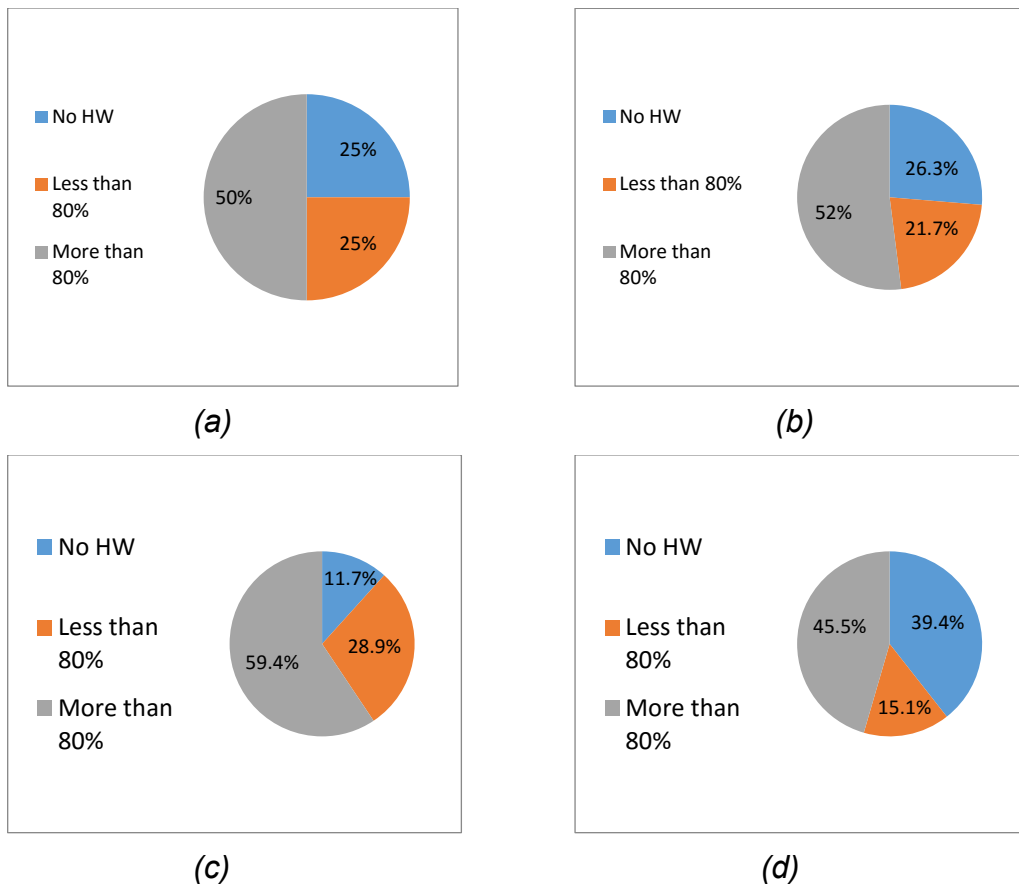 No HW
Less than
80%
More than
80%
25%
25%
50%
(a)
No HW
Less than 80%
More than
80%
26.3%
21.7%
52%
(b)
No HW
Less than
80%
More than
80%
11.7%
28.9%
59.4%
(c)
No HW
Less than
80%
More than
80%
39.4%
15.1%
45.5%
(d)